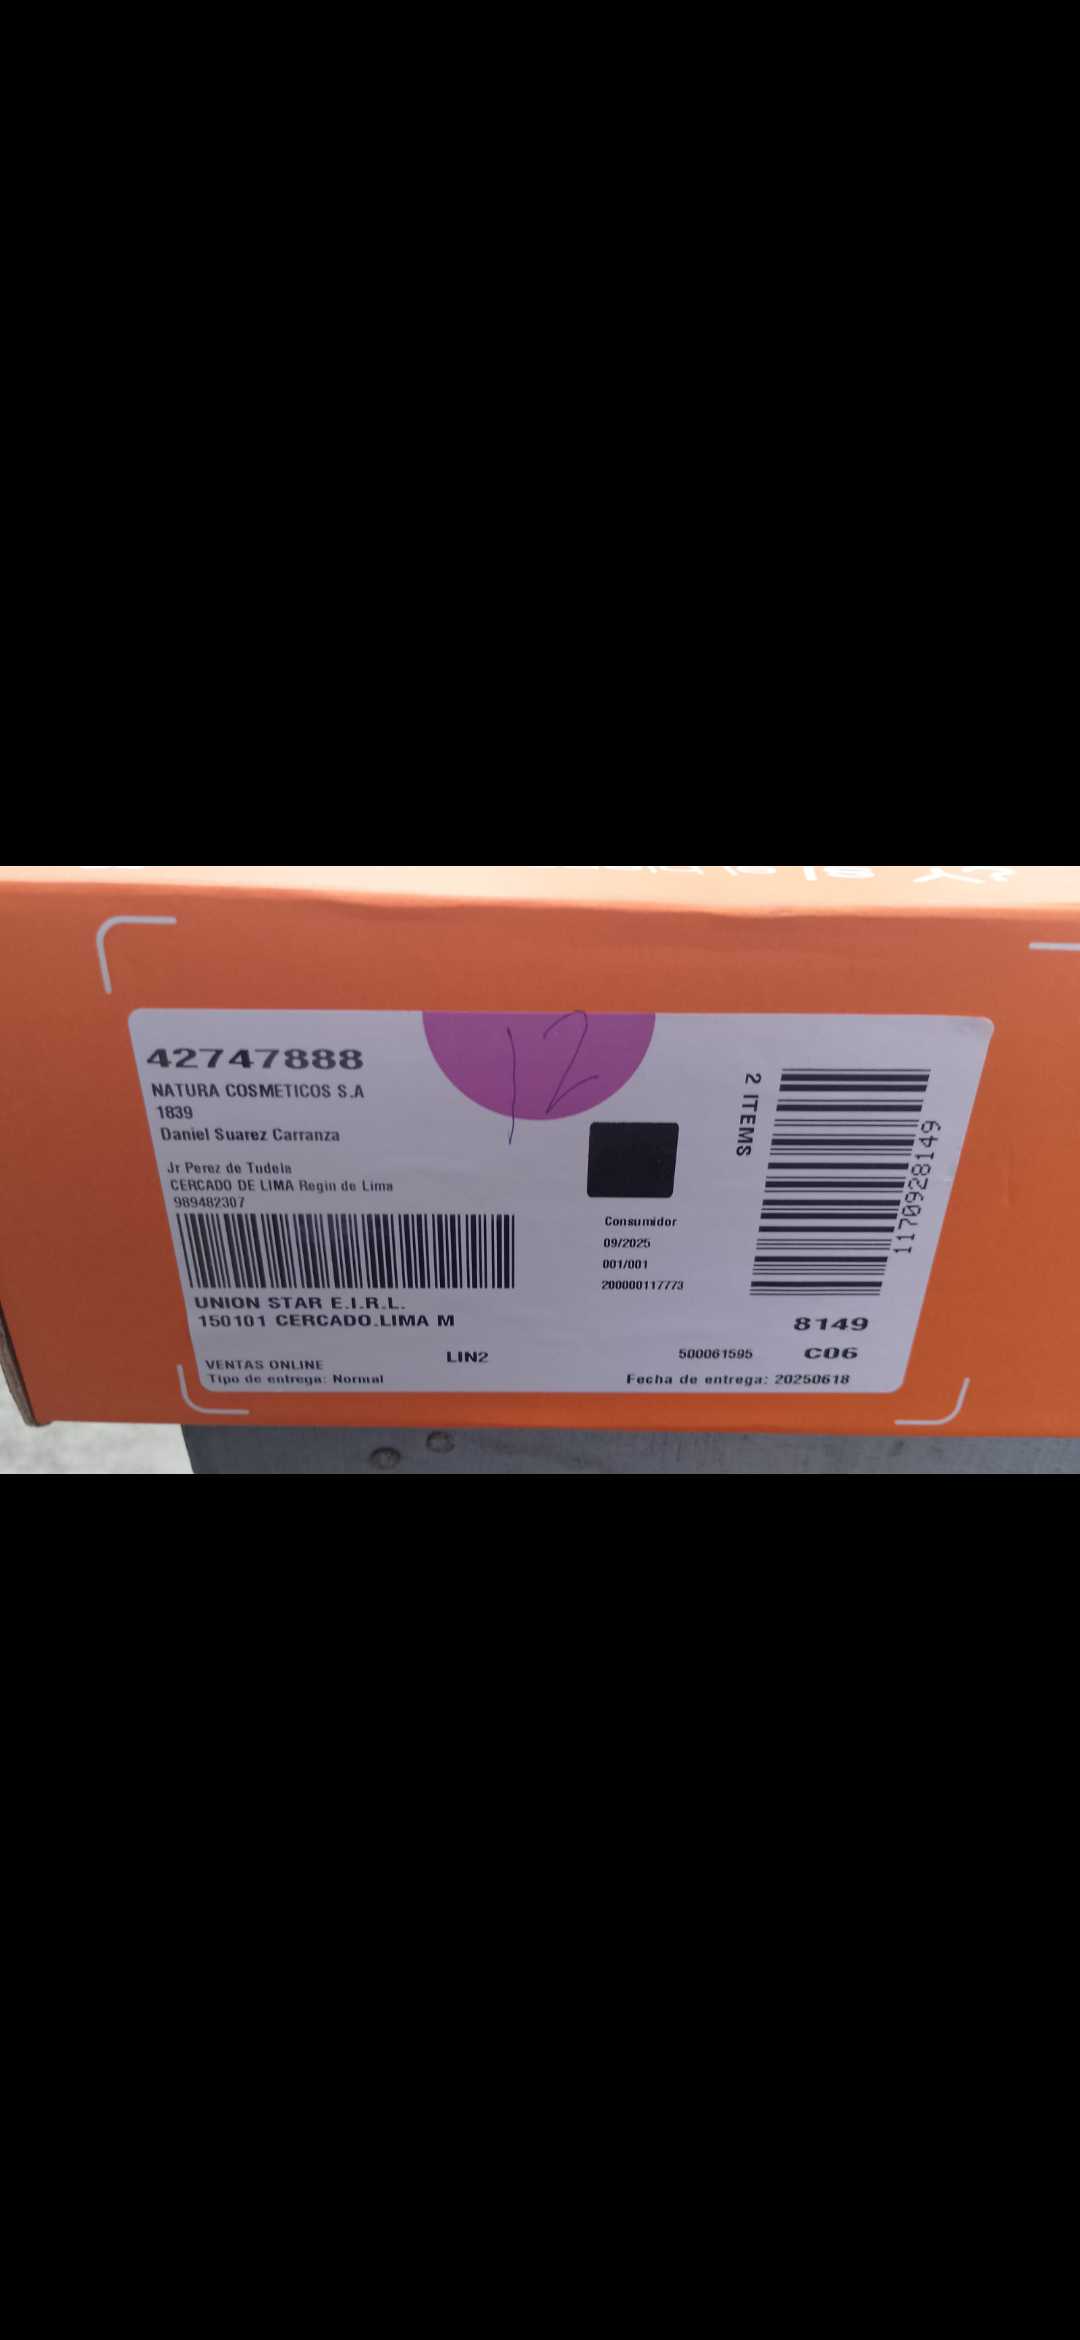 12
42747888
NATURA COSMETICOS S.A
1839
Daniel Suarez Carranza
Jr Perez de Tudela
CERCADO DE LIMA Regin de Lima
989482307
UNION STAR E.I.R.L.
150101 CERCADO.LIMA M
LIN2
VENTAS ONLINE
Tipo de entrega: Normal
Consumidor
09/2025
001/001
200000117773
2 ITEMS
1170928149
8149
500061595 C06
Fecha de entrega: 20250618